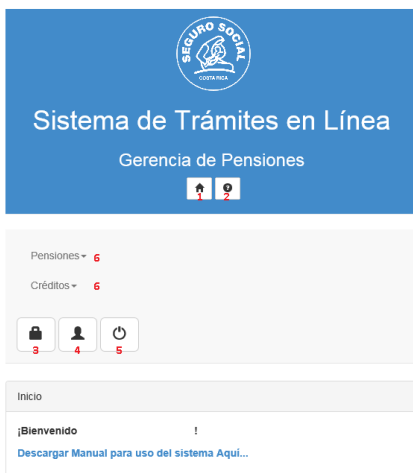 SEGURO SOCIAL
COSTA RICA
Sistema de Trámites en Línea
Gerencia de Pensiones
1 2
Pensiones 6
Créditos 6
3 4 5
Inicio
¡Bienvenido !
Descargar Manual para uso del sistema Aquí...